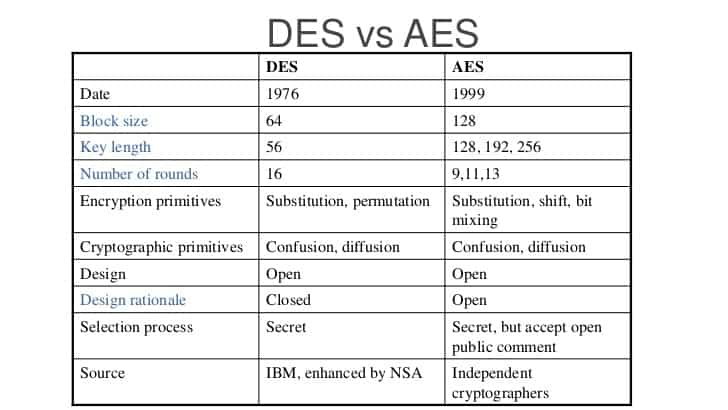 DES vs AES
DES AES
Date 1976 1999
Block size 64 128
Key length 56 128, 192, 256
Number of rounds 16 9,11,13
Encryption primitives Substitution, permutation Substitution, shift, bit
mixing
Cryptographic primitives Confusion, diffusion Confusion, diffusion
Design Open Open
Design rationale Closed Open
Selection process Secret Secret, but accept open
public comment
Source IBM, enhanced by NSA Independent
cryptographers